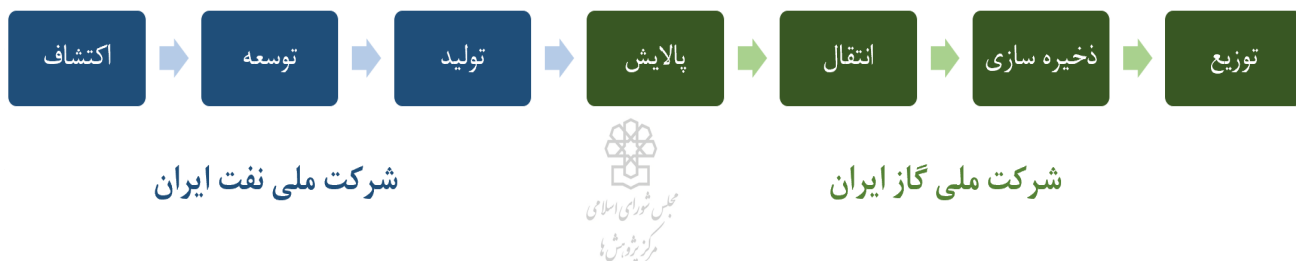 اکتشاف
توسعه
تولید
پالایش
انتقال
ذخیره سازی
توزیع
شرکت ملی نفت ایران
شرکت ملی گاز ایران
مجلس شورای اسلامی
مرکز پژوهش ها